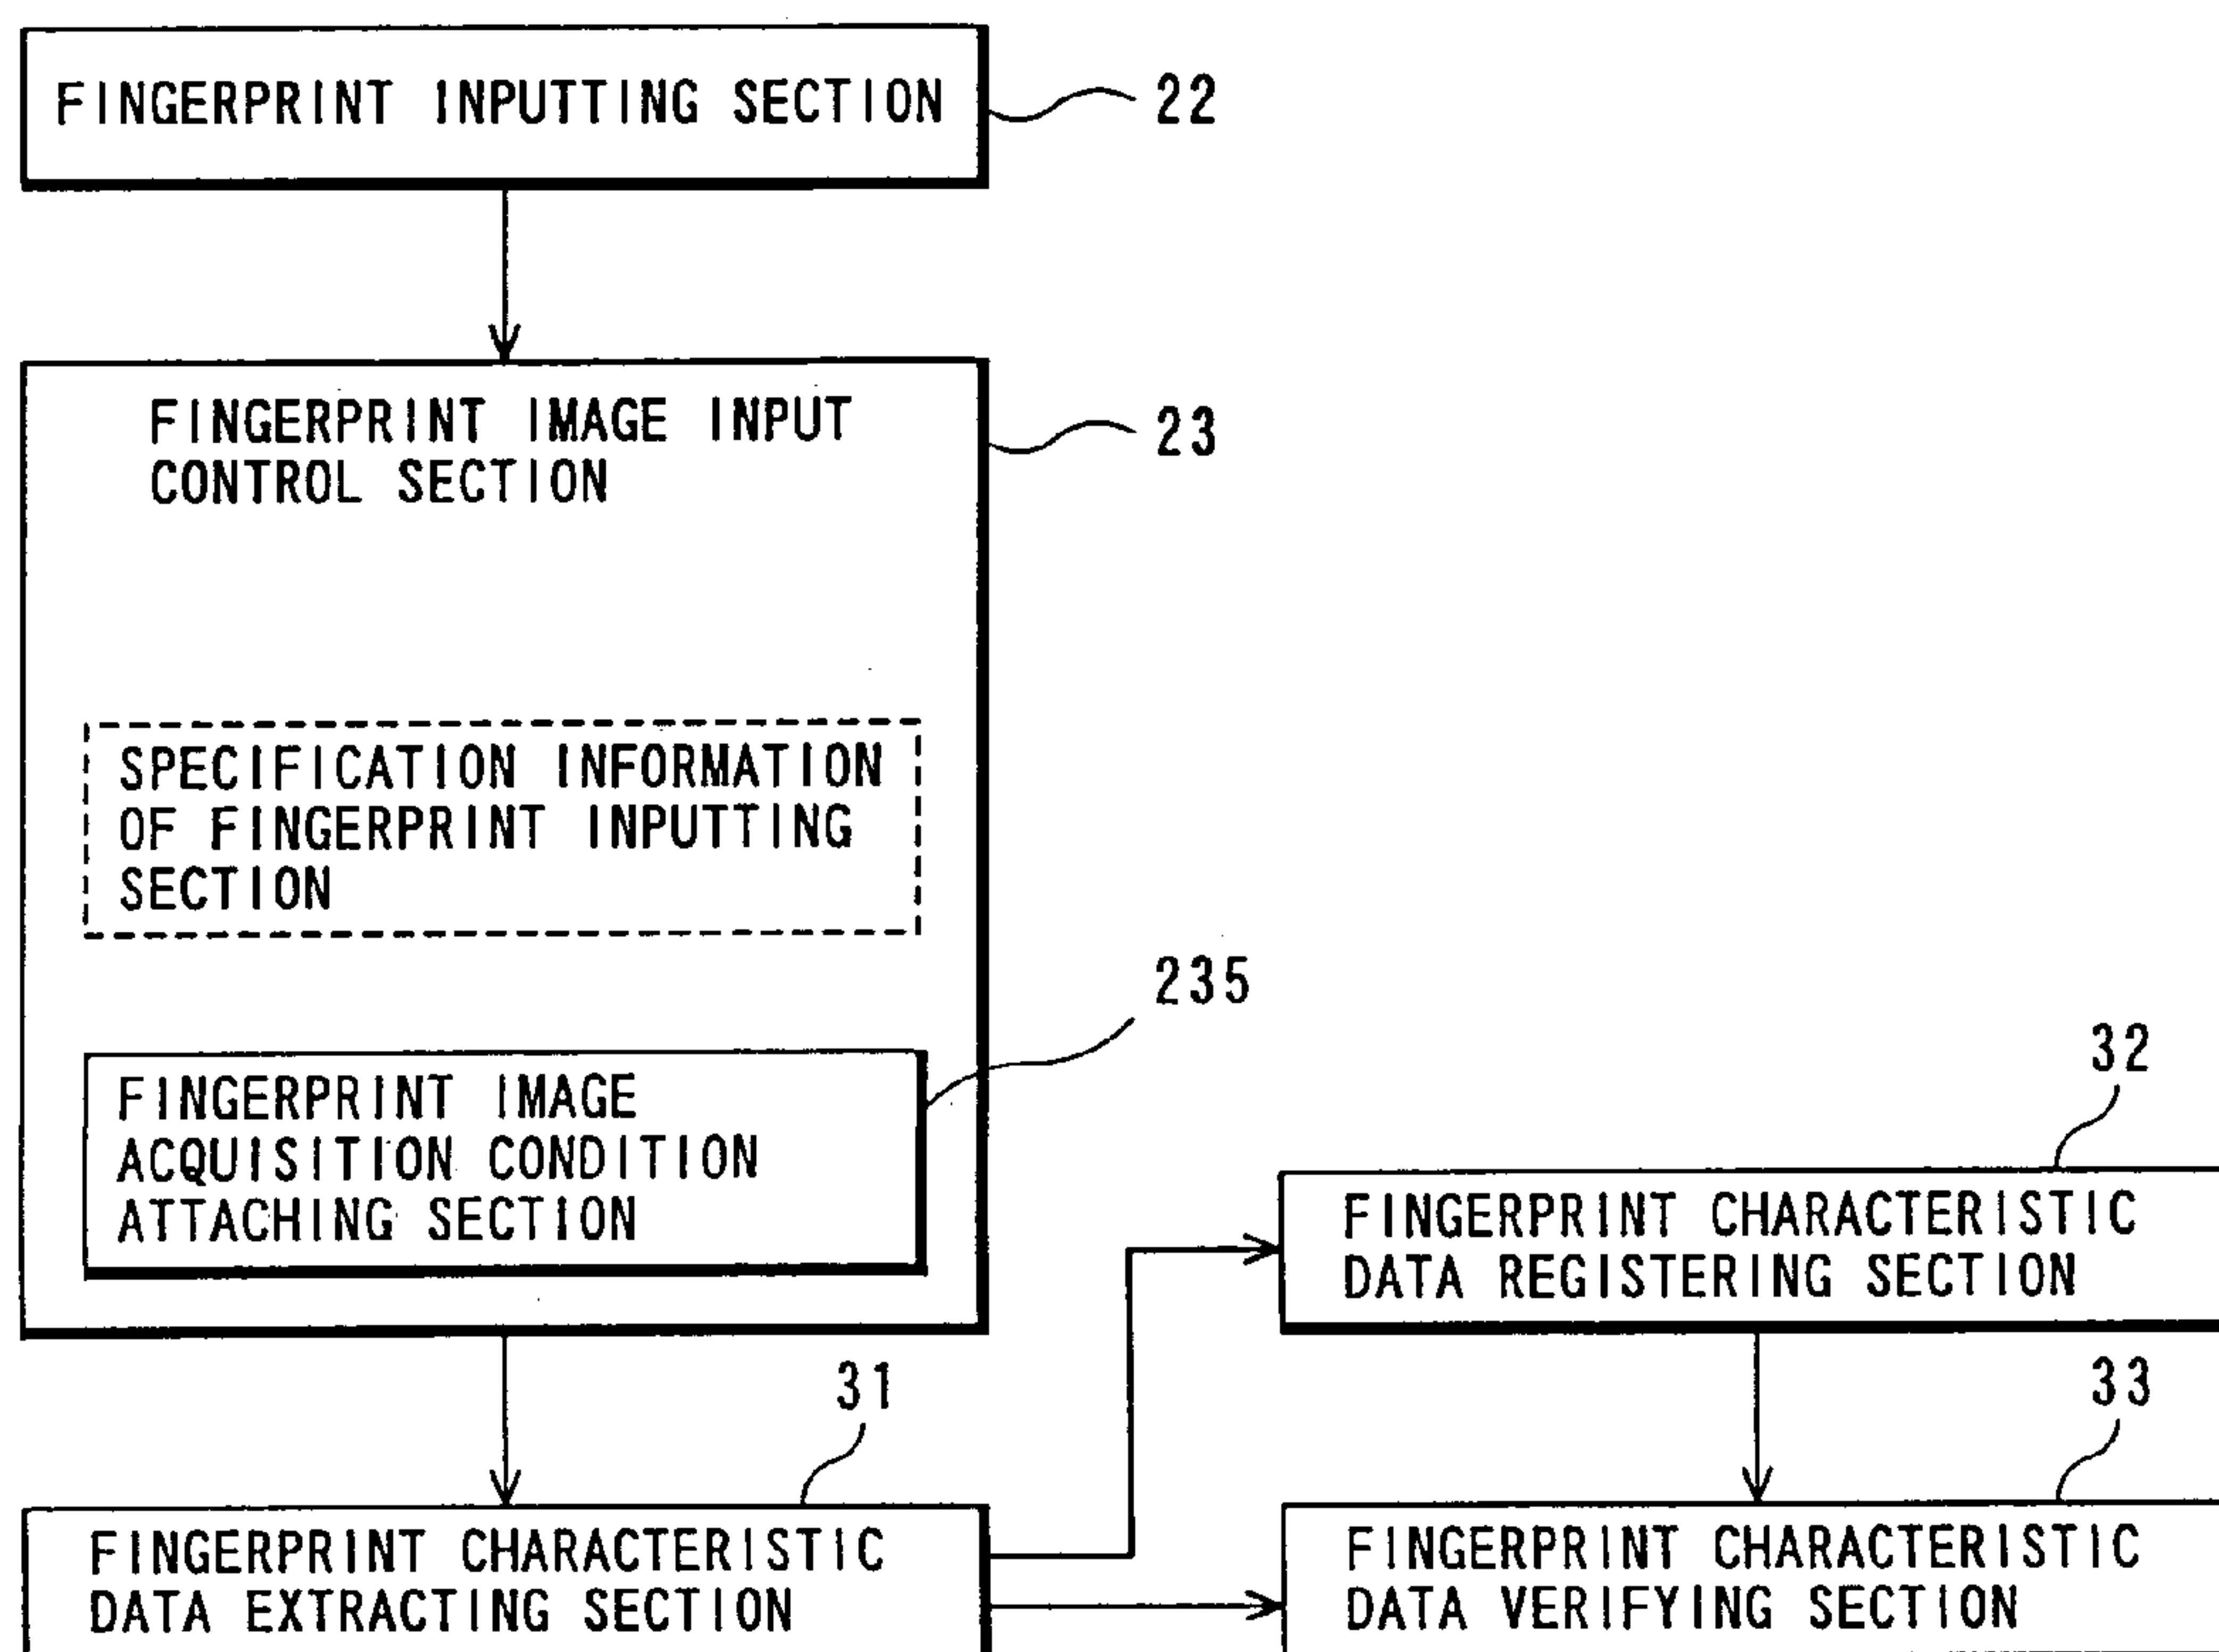 FINGERPRINT INPUTTING SECTION
22
FINGERPRINT IMAGE INPUT
CONTROL SECTION
23
SPECIFICATION INFORMATION
OF FINGERPRINT INPUTTING
SECTION
235
FINGERPRINT IMAGE
ACQUISITION CONDITION
ATTACHING SECTION
32
FINGERPRINT CHARACTERISTIC
DATA REGISTERING SECTION
31
33
FINGERPRINT CHARACTERISTIC
DATA EXTRACTING SECTION
FINGERPRINT CHARACTERISTIC
DATA VERIFYING SECTION